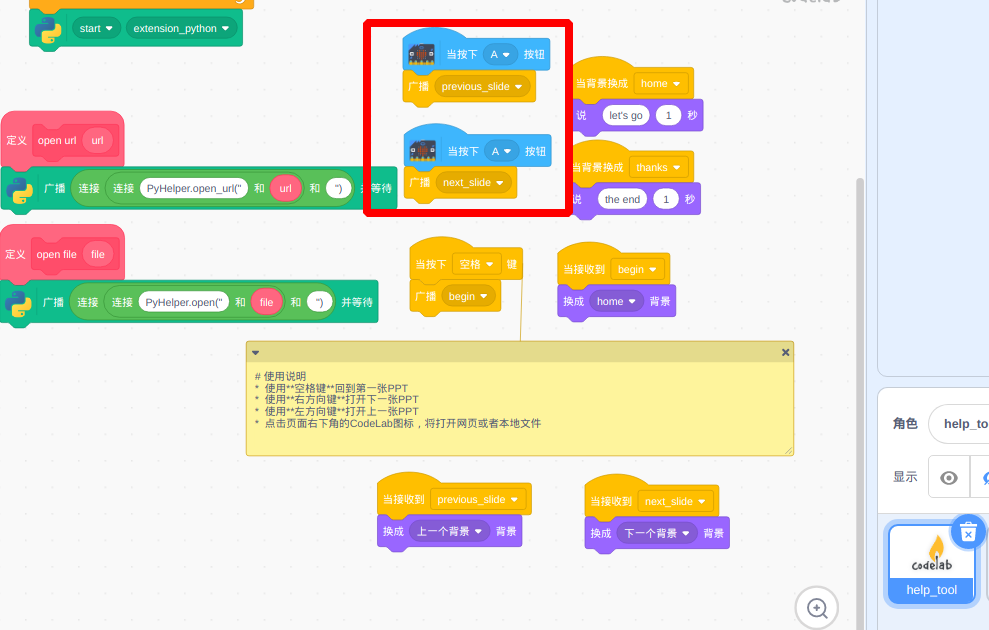 start
extension_python
当按下 A 按钮
广播 previous_slide
当背景换成 home
说 let's go 1 秒
定义 open url url
当按下 A 按钮
当背景换成 thanks
广播 连接 连接 PyHelper.open_url(" 和 url 和 ") 并等待
广播 next_slide
说 the end 1 秒
定义 open file file
当按下 空格 键
当接收到 begin
广播 连接 连接 PyHelper.open(" 和 file 和 ") 并等待
广播 begin
换成 home 背景
# 使用说明
* 使用**空格键**回到第一张PPT
* 使用**右方向键**打开下一张PPT
* 使用**左方向键**打开上一张PPT
* 点击页面右下角的CodeLab图标，将打开网页或者本地文件
角色 help_to
显示
当接收到 previous_slide
换成 上一个背景 背景
当接收到 next_slide
换成 下一个背景 背景
codelab
help_tool